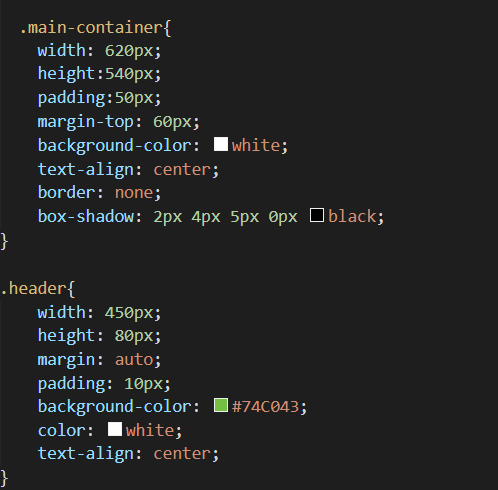 .main-container{
width: 620px;
height:540px;
padding:50px;
margin-top: 60px;
background-color: white;
text-align: center;
border: none;
box-shadow: 2px 4px 5px 0px black;
}
.header{
width: 450px;
height: 80px;
margin: auto;
padding: 10px;
background-color: #74C043;
color: white;
text-align: center;
}